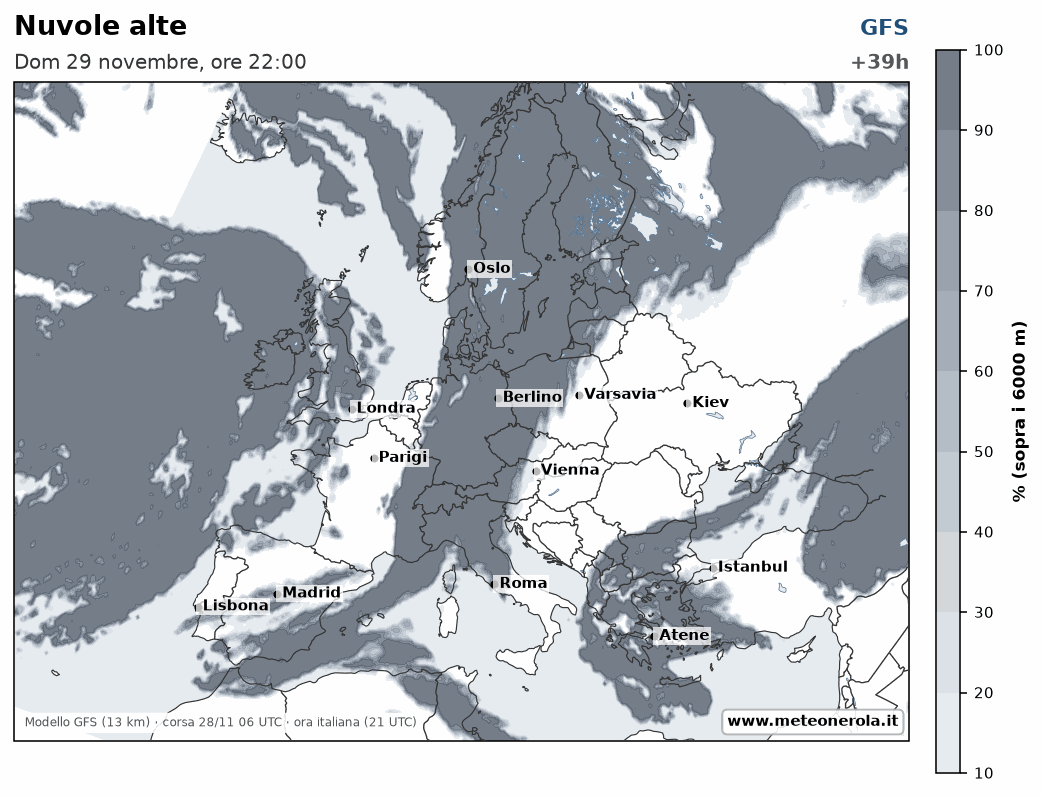 Nuvole alte
GFS
Dom 29 novembre, ore 22:00
+39h
100
90
80
70
60
50
40
30
20
10
% (sopra i 6000 m)
Oslo
Berlino
Varsavia
Kiev
Londra
Parigi
Vienna
Istanbul
Roma
Madrid
Lisbona
Atene
Modello GFS (13 km) · corsa 28/11 06 UTC · ora italiana (21 UTC)
www.meteonerola.it